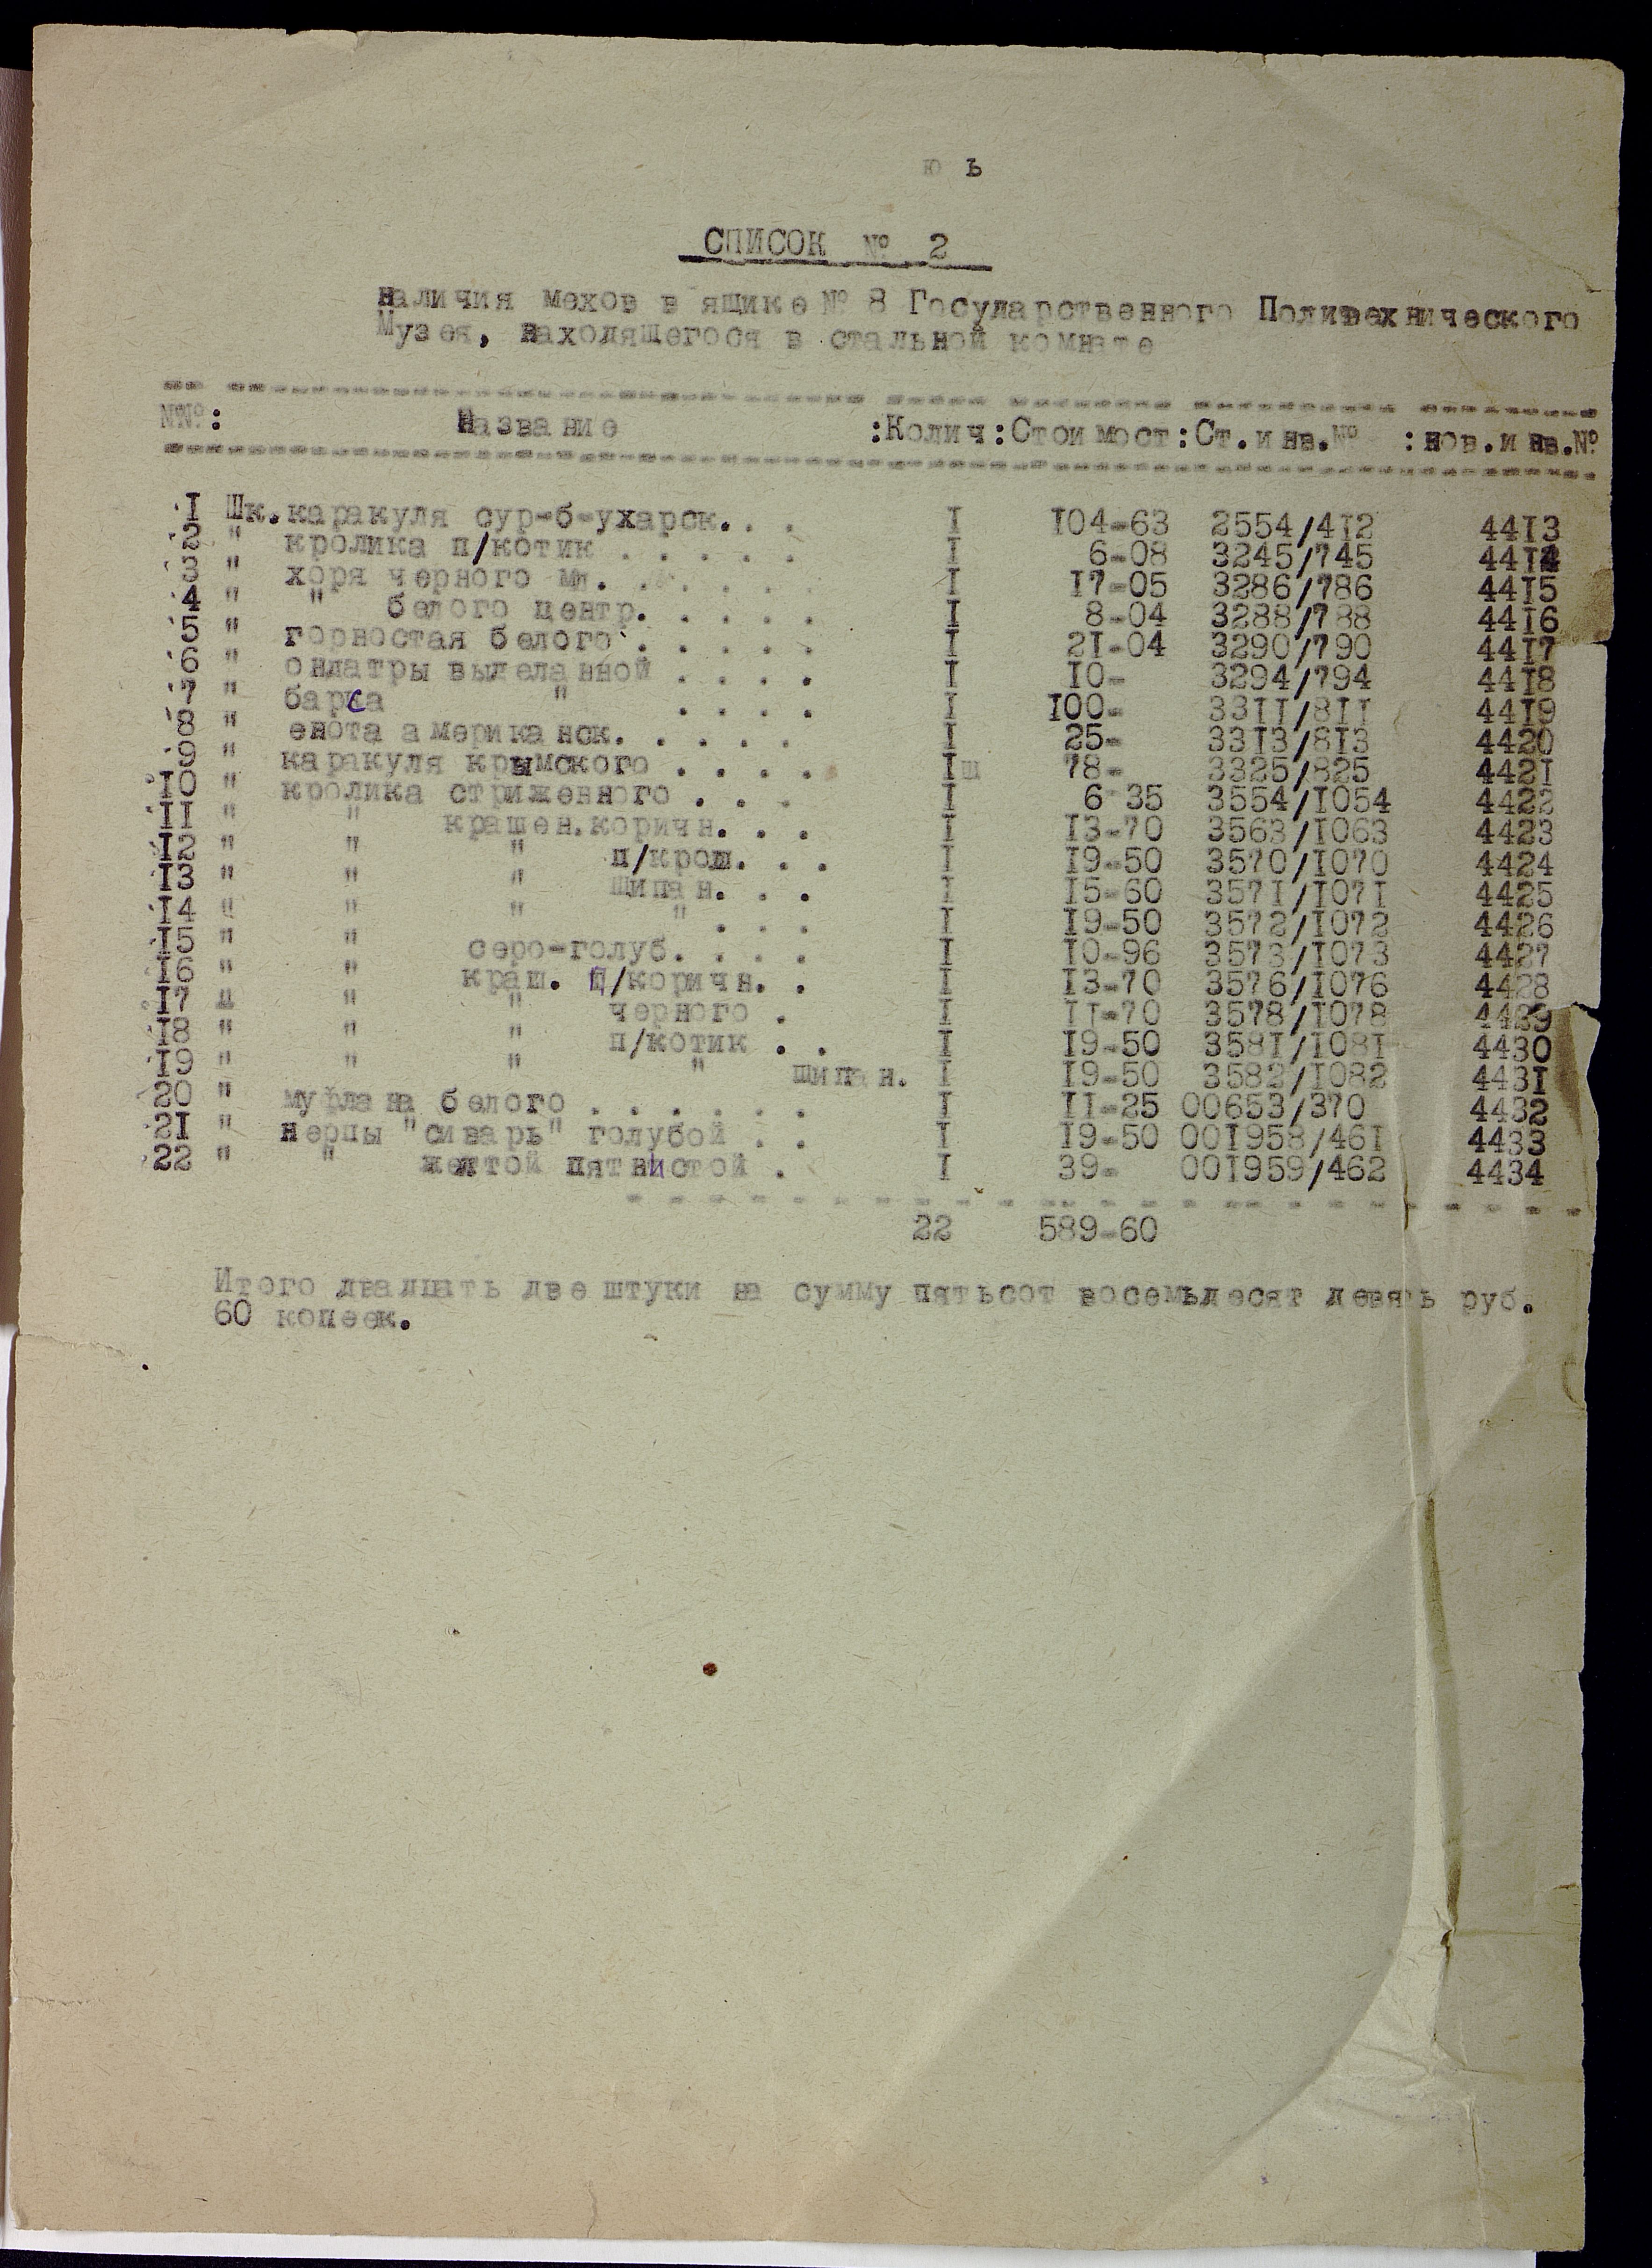 ю ъ
СПИСОК № 2
наличия мехов в ящике № 8 Государственного Политехнического
Музея, находящегося в стальной комнате
№№: Название :Колич:Стоимост:Ст.инв.№ :нов.инв.№
1 Шк.каракуля сур-б-ухарск. . . I 104-63 2554/412 4413
2 " кролика п/котик . . . . . I 6-08 3245/745 4414
3 " хоря черного мн. . . . . . I 17-05 3286/786 4415
4 " " белого центр. . . . . I 8-04 3288/788 4416
5 " горностая белого . . . . . I 21-04 3290/790 4417
6 " ондатры выделанной . . . . I 10- 3294/794 4418
7 " барса " . . . . I 100- 3311/811 4419
8 " енота американск. . . . . I 25- 3313/813 4420
9 " каракуля крымского . . . . I 78- 3325/825 4421
10 " кролика стриженного . . . I 6 35 3554/1054 4422
11 " " крашен.коричн. . . I 13-70 3563/1063 4423
12 " " " п/крош. . . I 19-50 3570/1070 4424
13 " " " щипан. . . I 15-60 3571/1071 4425
14 " " " " . . . I 19-50 3572/1072 4426
15 " " серо-голуб. . . . I 10-96 3573/1073 4427
16 " " краш. п/коричн. . I 13-70 3576/1076 4428
17 " " " черного . I 11-70 3578/1078 4429
18 " " " п/котик . . I 19-50 3581/1081 4430
19 " " " " щипан. I 19-50 3582/1082 4431
20 " муфлана белого . . . . . . I 11-25 00653/370 4432
21 " нерпы "сиварь" голубой . . I 19-50 001958/461 4433
22 " " желтой пятнистой . I 39- 001959/462 4434
22 589-60
Итого двадцать две штуки на сумму пятьсот восемьдесят девять руб.
60 копеек.